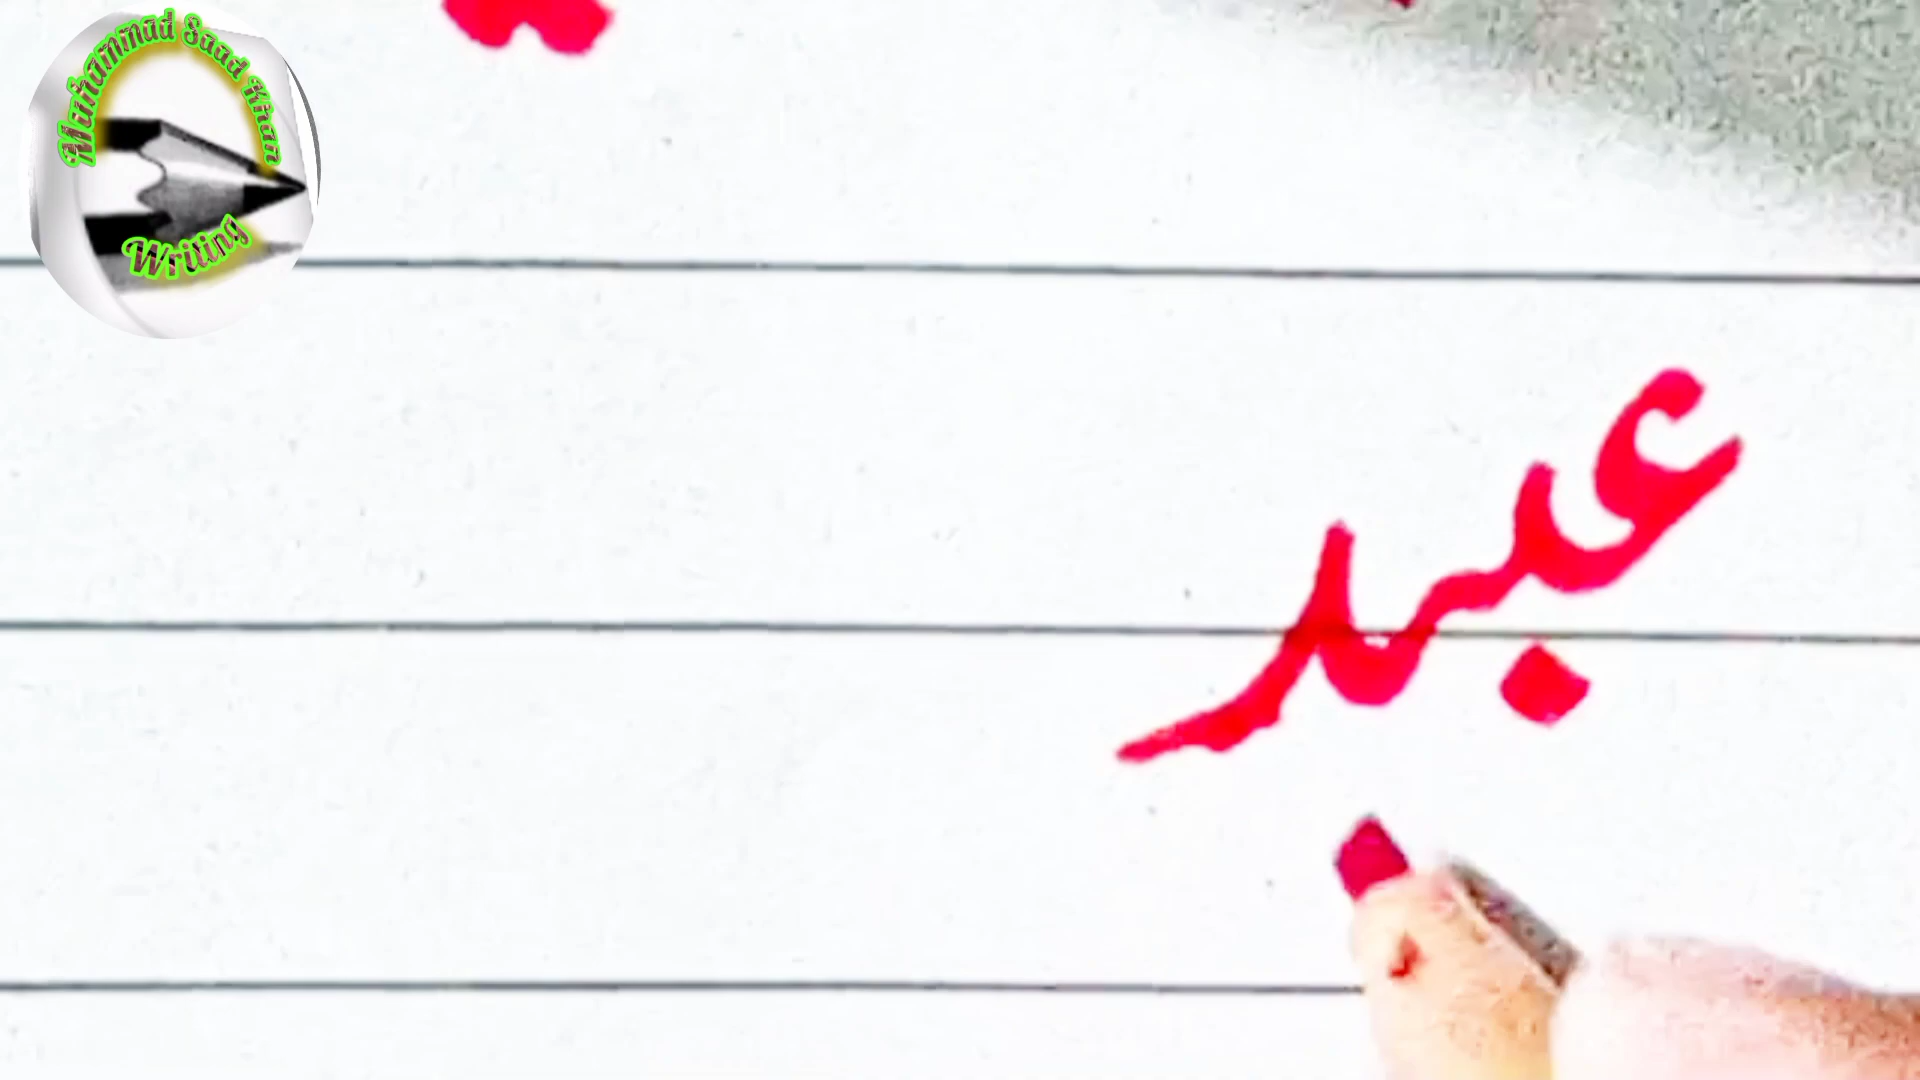 Muhammad Saad Khan
Writing
عبد